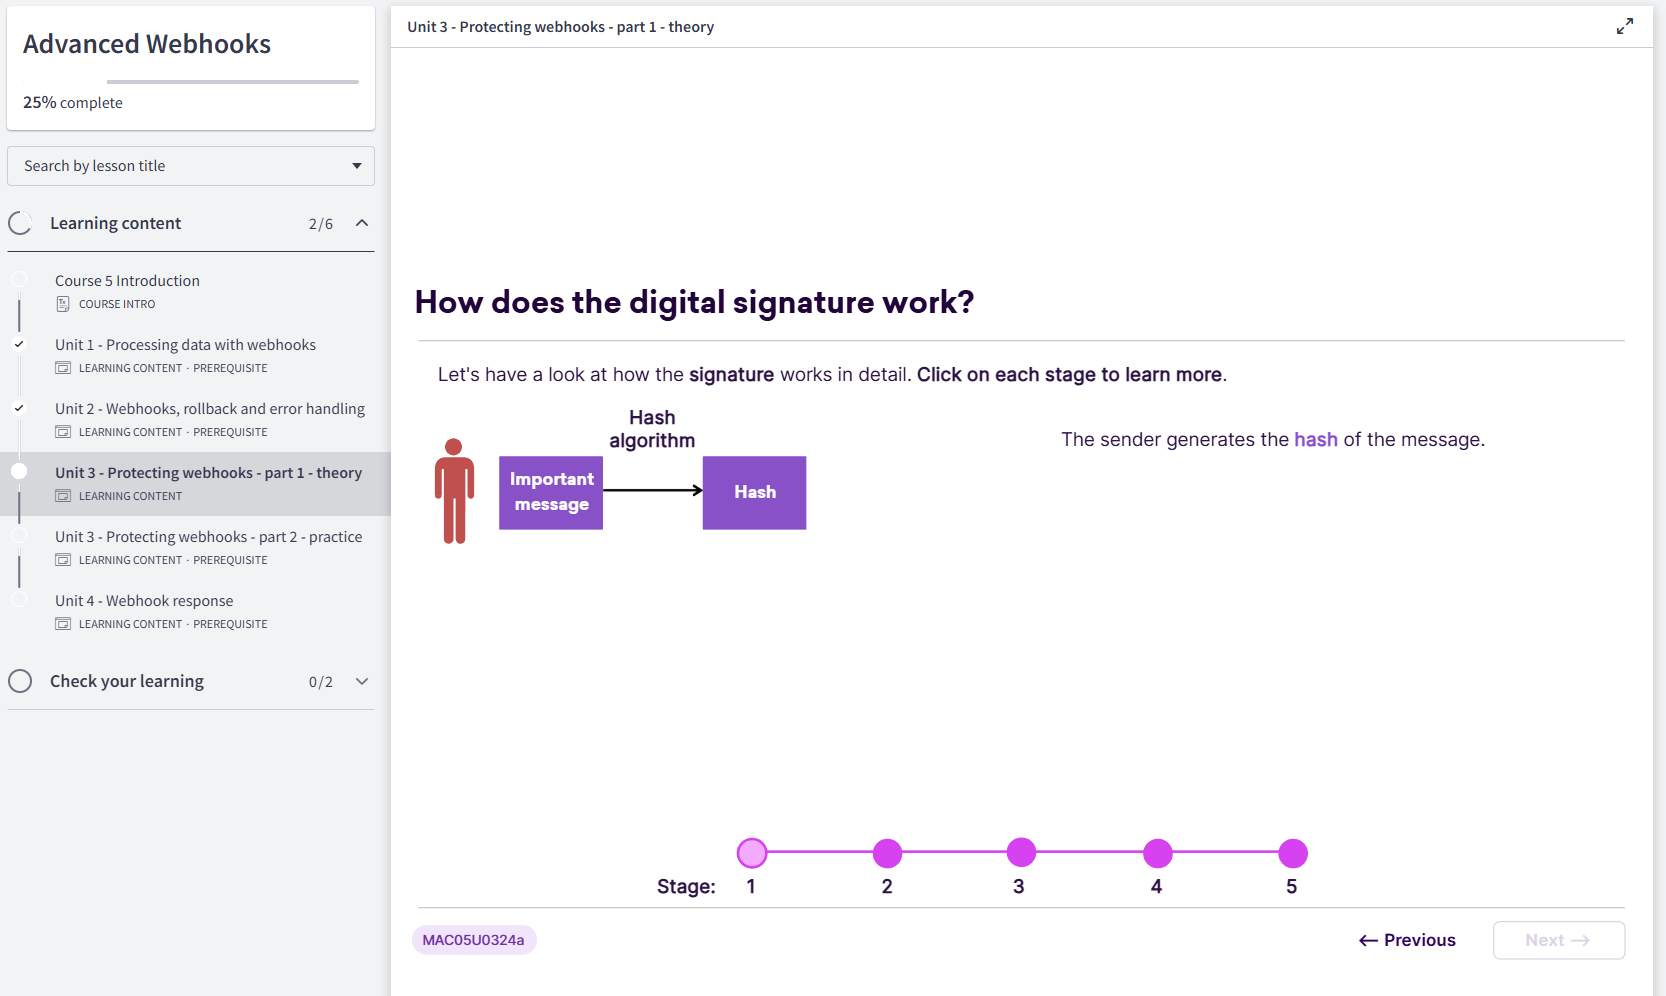 Advanced Webhooks
25% complete
Search by lesson title
Learning content 2/6
Course 5 Introduction
COURSE INTRO
Unit 1 - Processing data with webhooks
LEARNING CONTENT · PREREQUISITE
Unit 2 - Webhooks, rollback and error handling
LEARNING CONTENT · PREREQUISITE
Unit 3 - Protecting webhooks - part 1 - theory
LEARNING CONTENT
Unit 3 - Protecting webhooks - part 2 - practice
LEARNING CONTENT · PREREQUISITE
Unit 4 - Webhook response
LEARNING CONTENT · PREREQUISITE
Check your learning 0/2
Unit 3 - Protecting webhooks - part 1 - theory
How does the digital signature work?
Let's have a look at how the signature works in detail. Click on each stage to learn more.
Hash
algorithm
Important
message
Hash
The sender generates the hash of the message.
Stage: 1 2 3 4 5
MAC05U0324a
← Previous
Next →